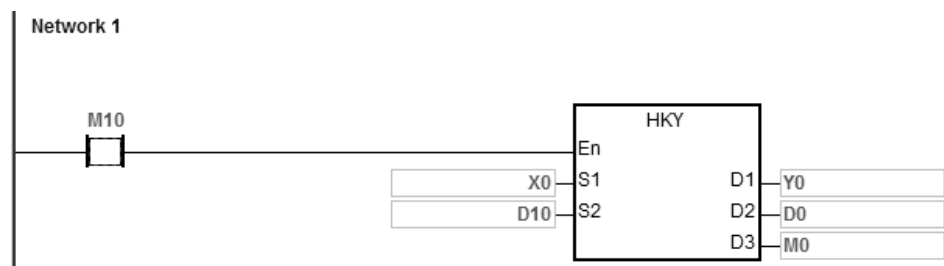 Network 1
M10
HKY
En
X0 S1 D1 Y0
D10 S2 D2 D0
D3 M0